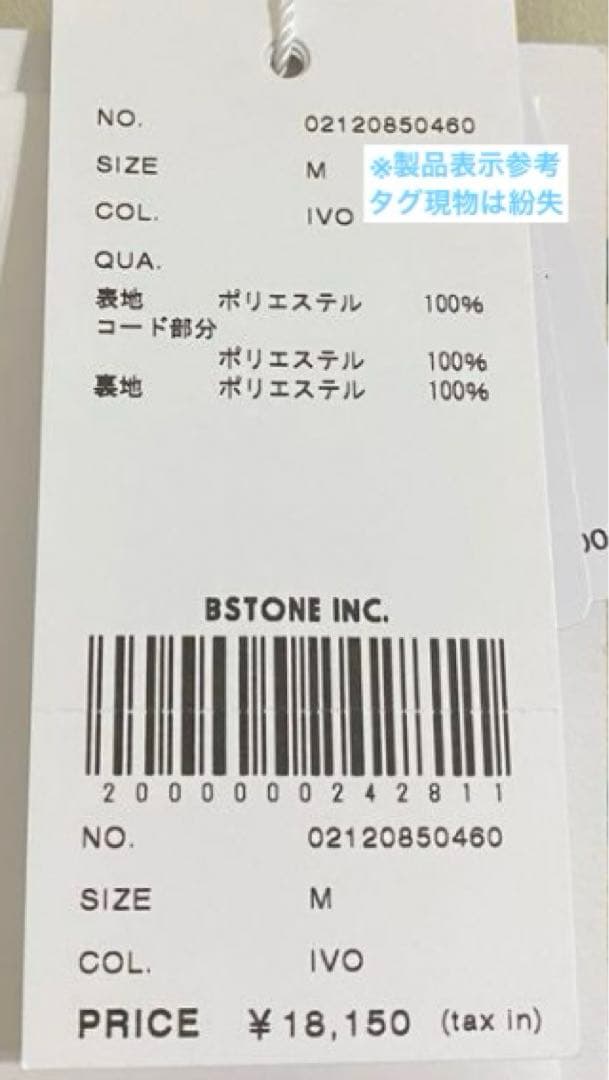 NO. 02120850460
SIZE M
COL. IVO
※製品表示参考
タグ現物は紛失
QUA.
表地 ポリエステル 100%
コード部分
ポリエステル 100%
裏地 ポリエステル 100%
BSTONE INC.
2000000242811
NO. 02120850460
SIZE M
COL. IVO
PRICE ¥18,150 (tax in)